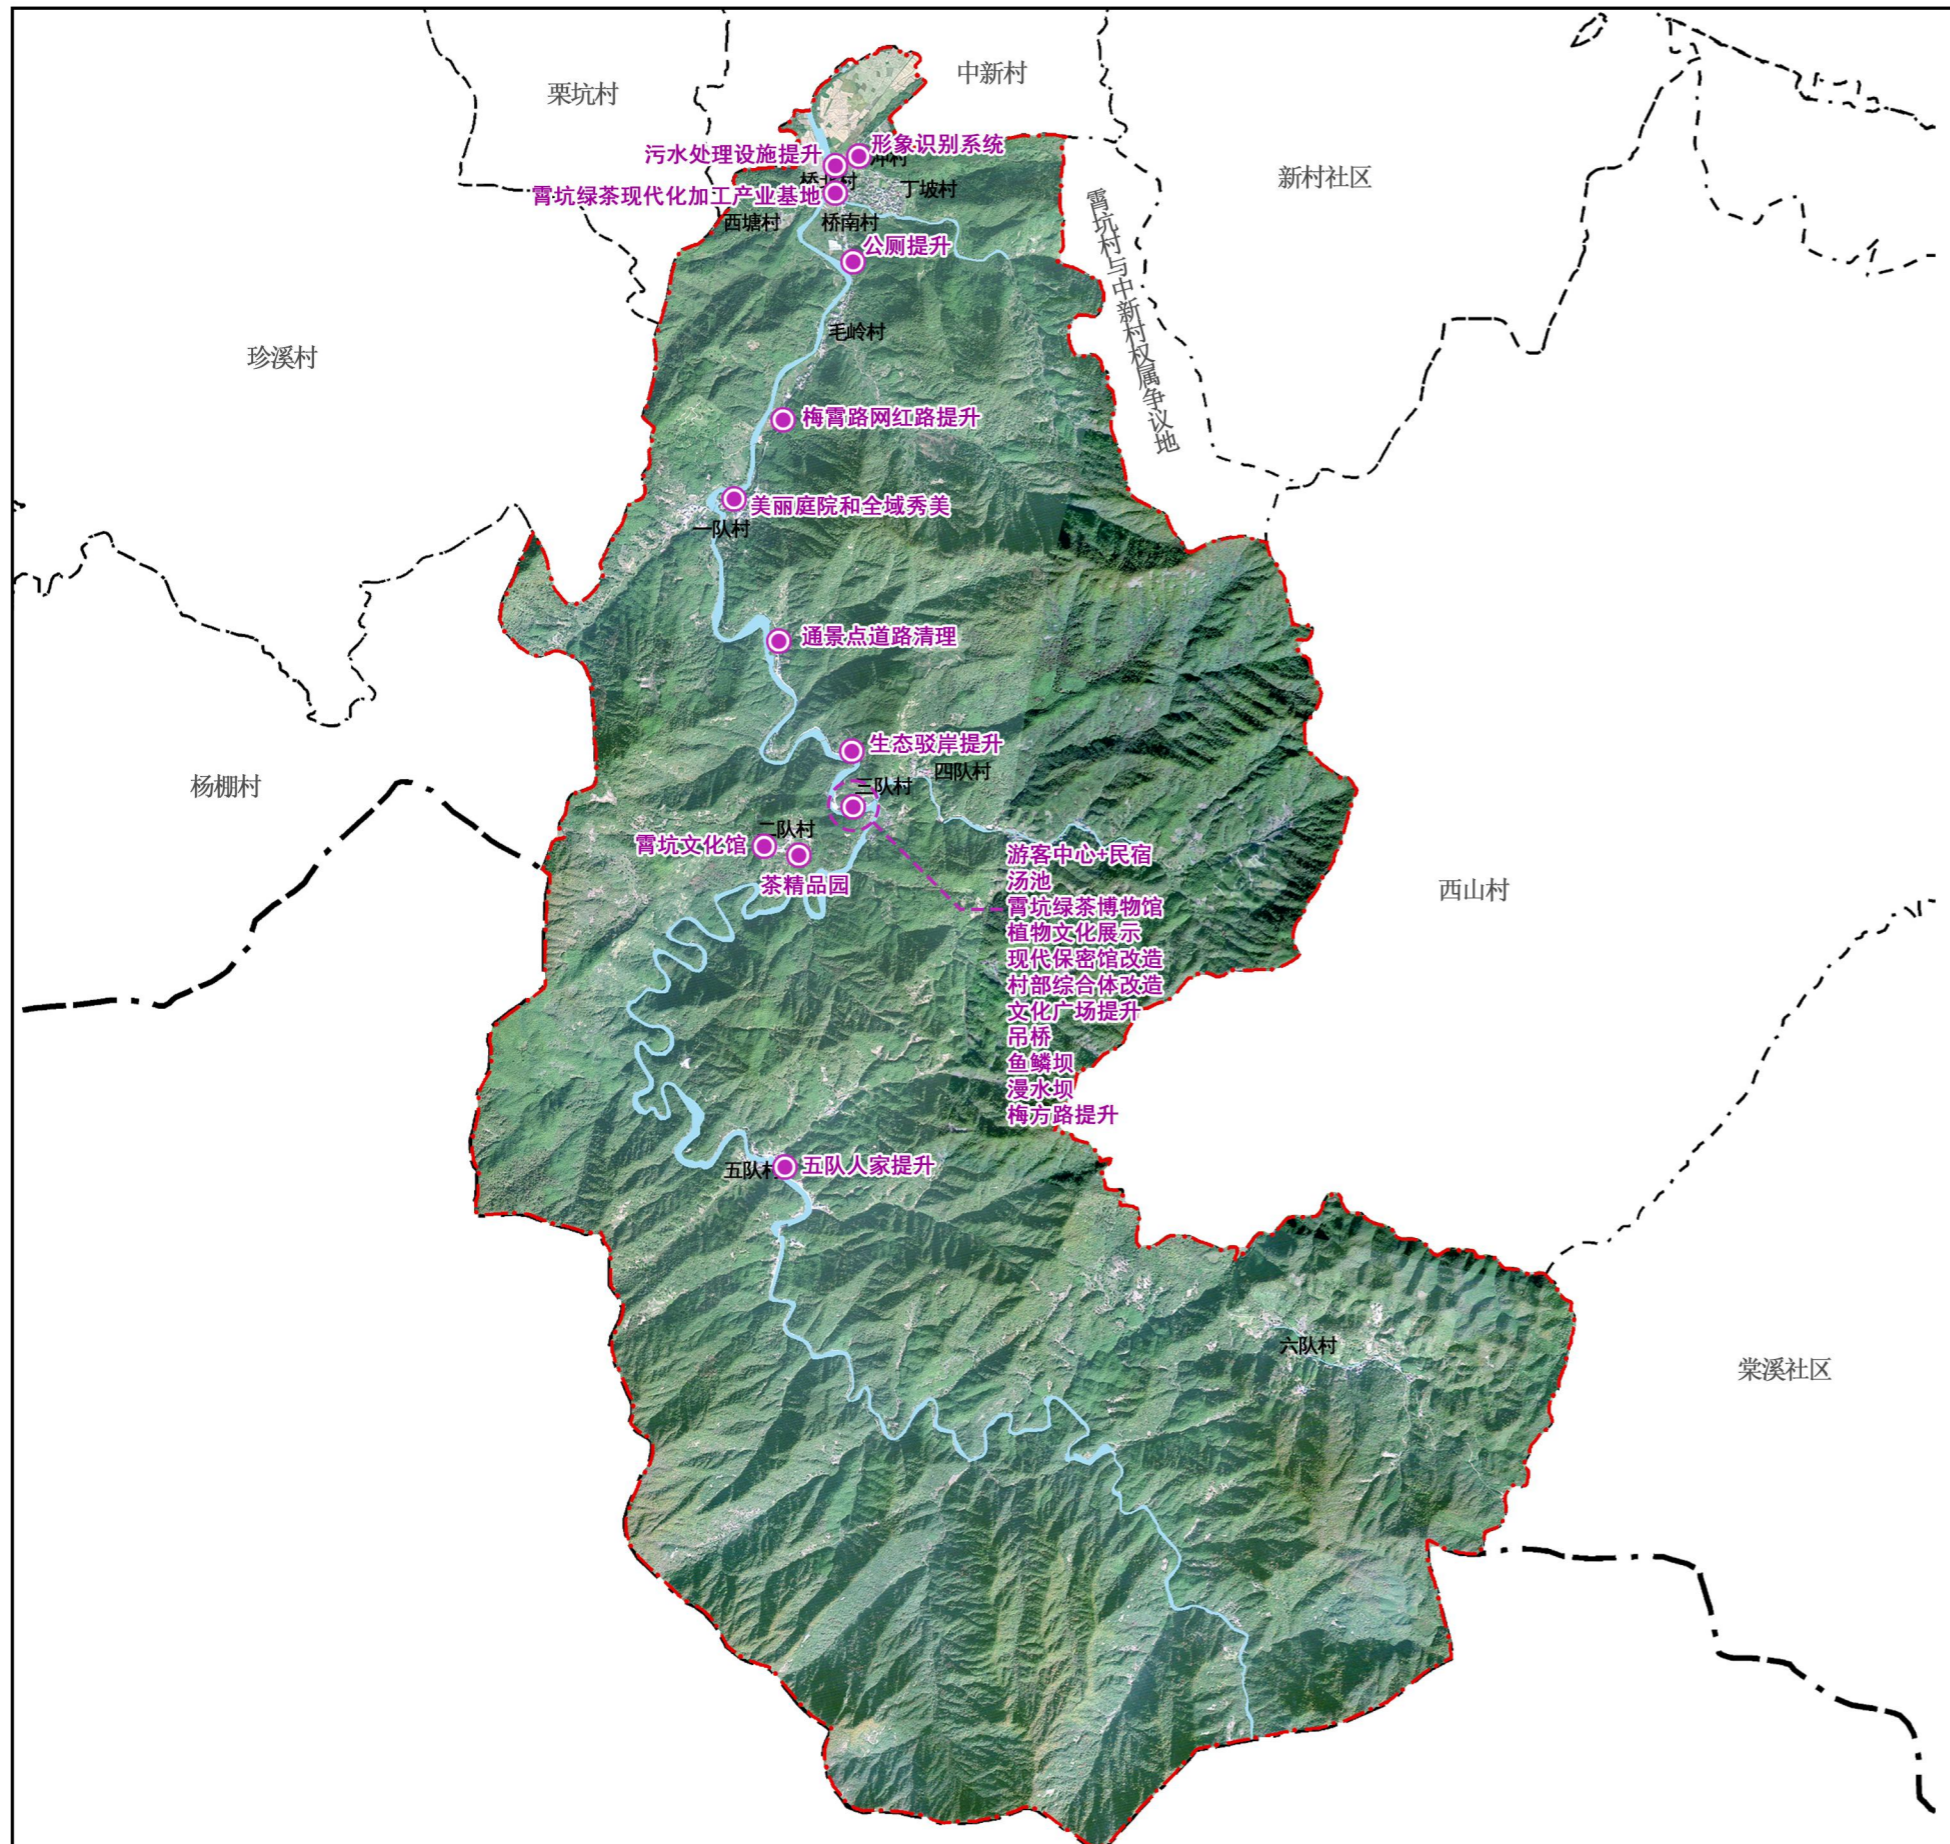 中新村
栗坑村
形象识别系统
污水处理设施提升
新村社区
丁坡村
霄坑绿茶现代化加工产业基地
西塘村
桥南村
霄坑村与中新村权属争议地
公厕提升
毛岭村
珍溪村
梅霄路网红路提升
美丽庭院和全域秀美
一队村
通景点道路清理
生态驳岸提升
四队村
三队村
杨棚村
二队村
霄坑文化馆
茶精品园
游客中心+民宿
汤池
霄坑绿茶博物馆
植物文化展示
现代保密馆改造
村部综合体改造
文化广场提升
吊桥
鱼鳞坝
漫水坝
梅方路提升
西山村
五队村
五队人家提升
六队村
棠溪社区